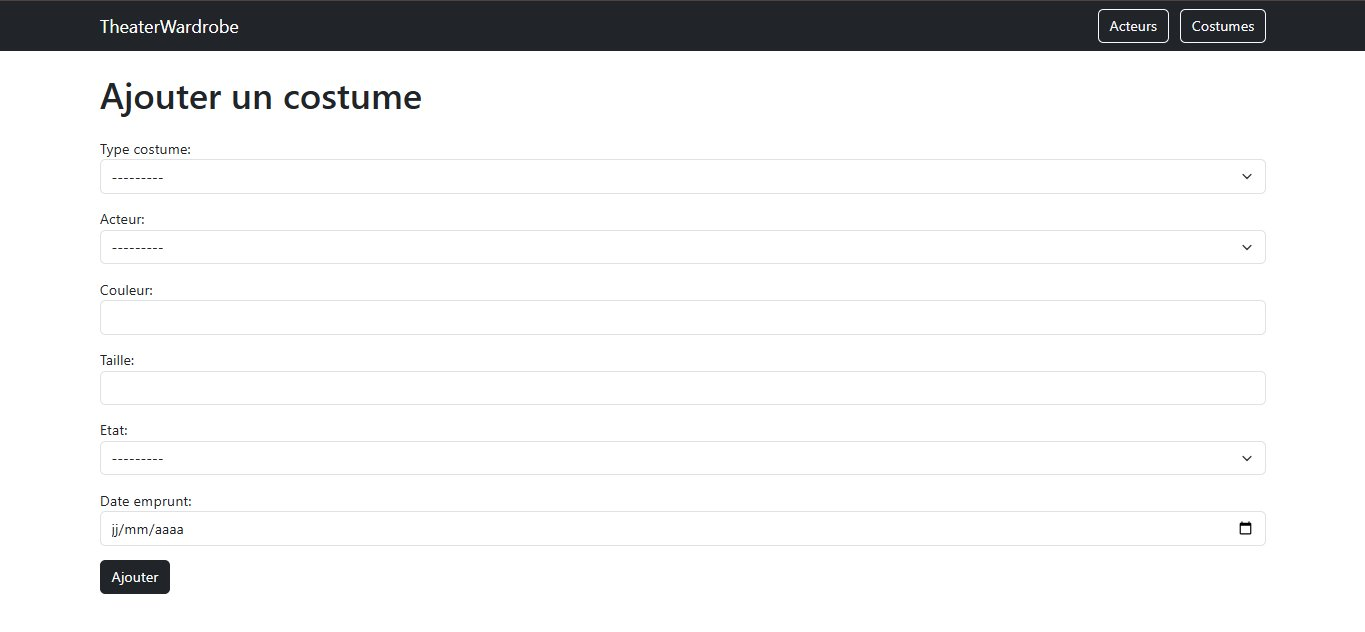 TheaterWardrobe Acteurs Costumes
Ajouter un costume
Type costume:
---------
Acteur:
---------
Couleur:
Taille:
Etat:
---------
Date emprunt:
jj/mm/aaaa
Ajouter